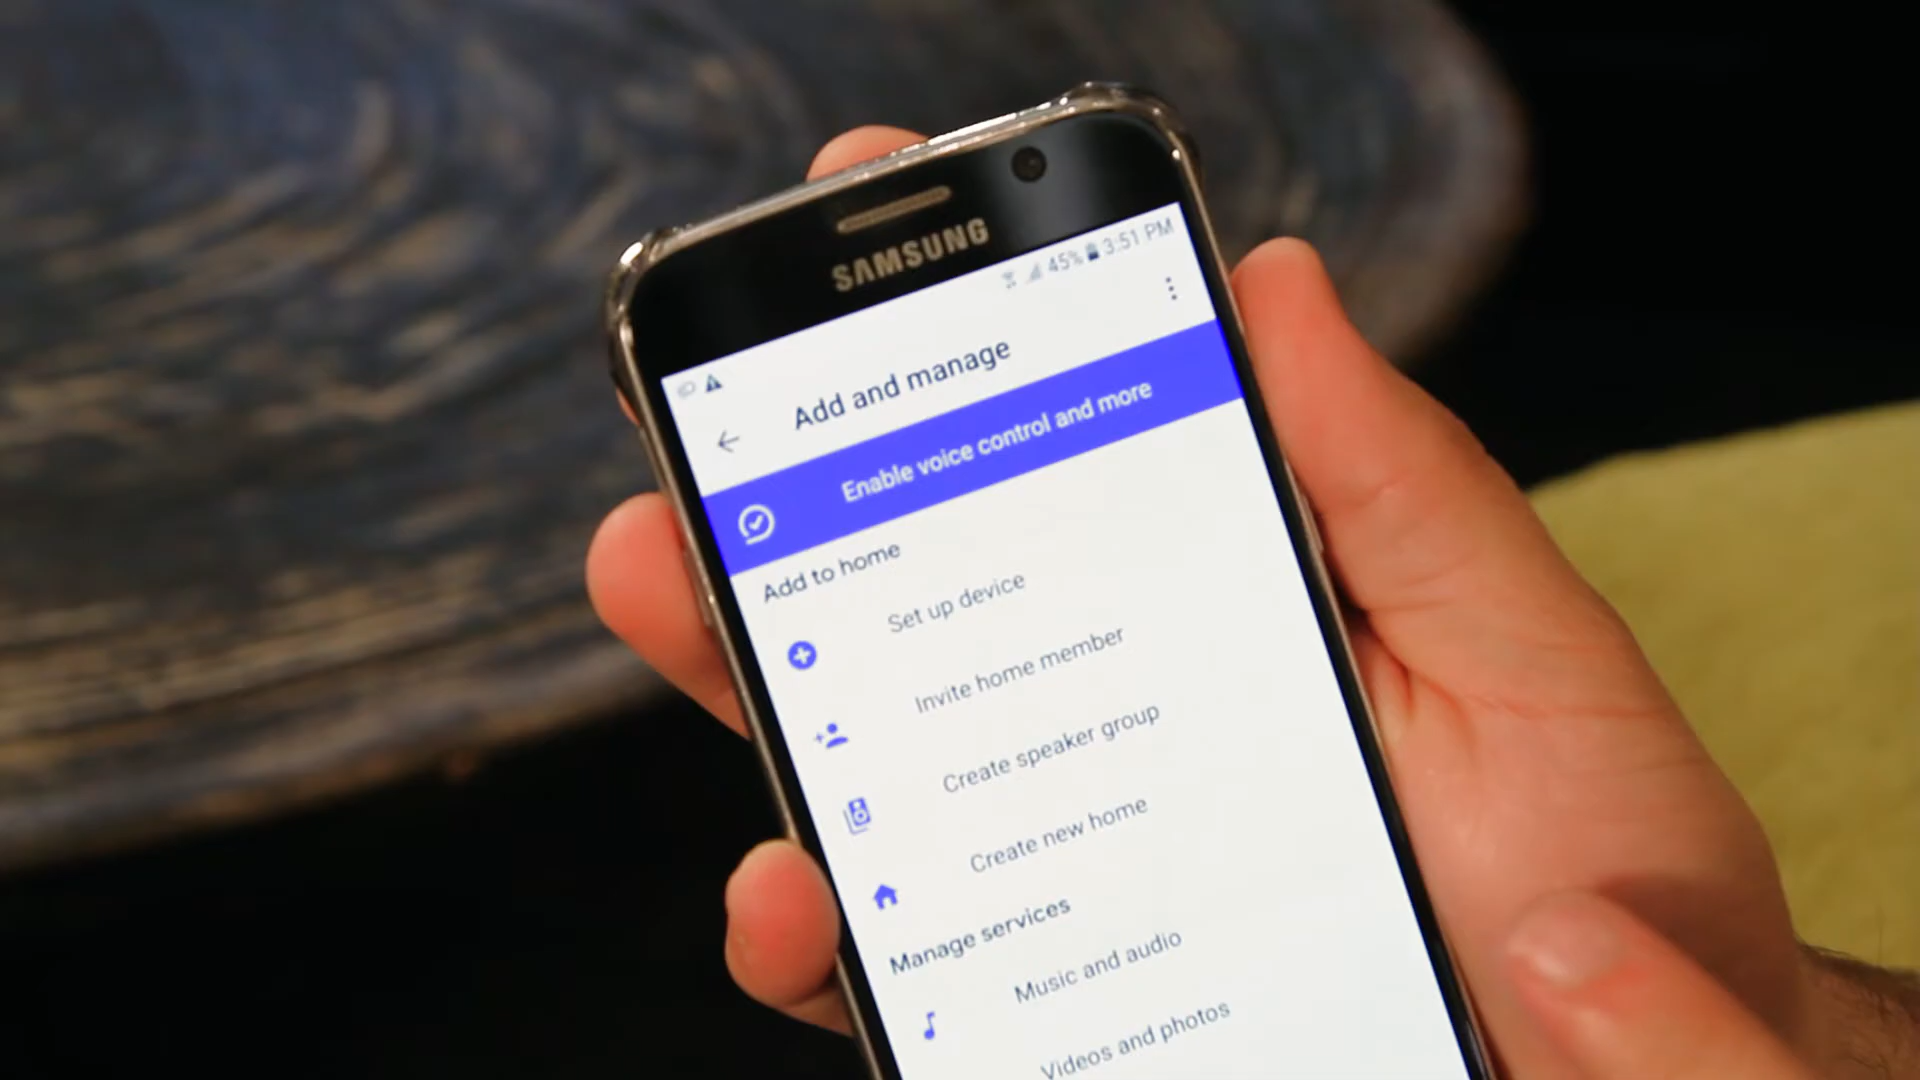 SAMSUNG
45% 3:51 PM
Add and manage
Enable voice control and more
Add to home
Set up device
Invite home member
Create speaker group
Create new home
Manage services
Music and audio
Videos and photos